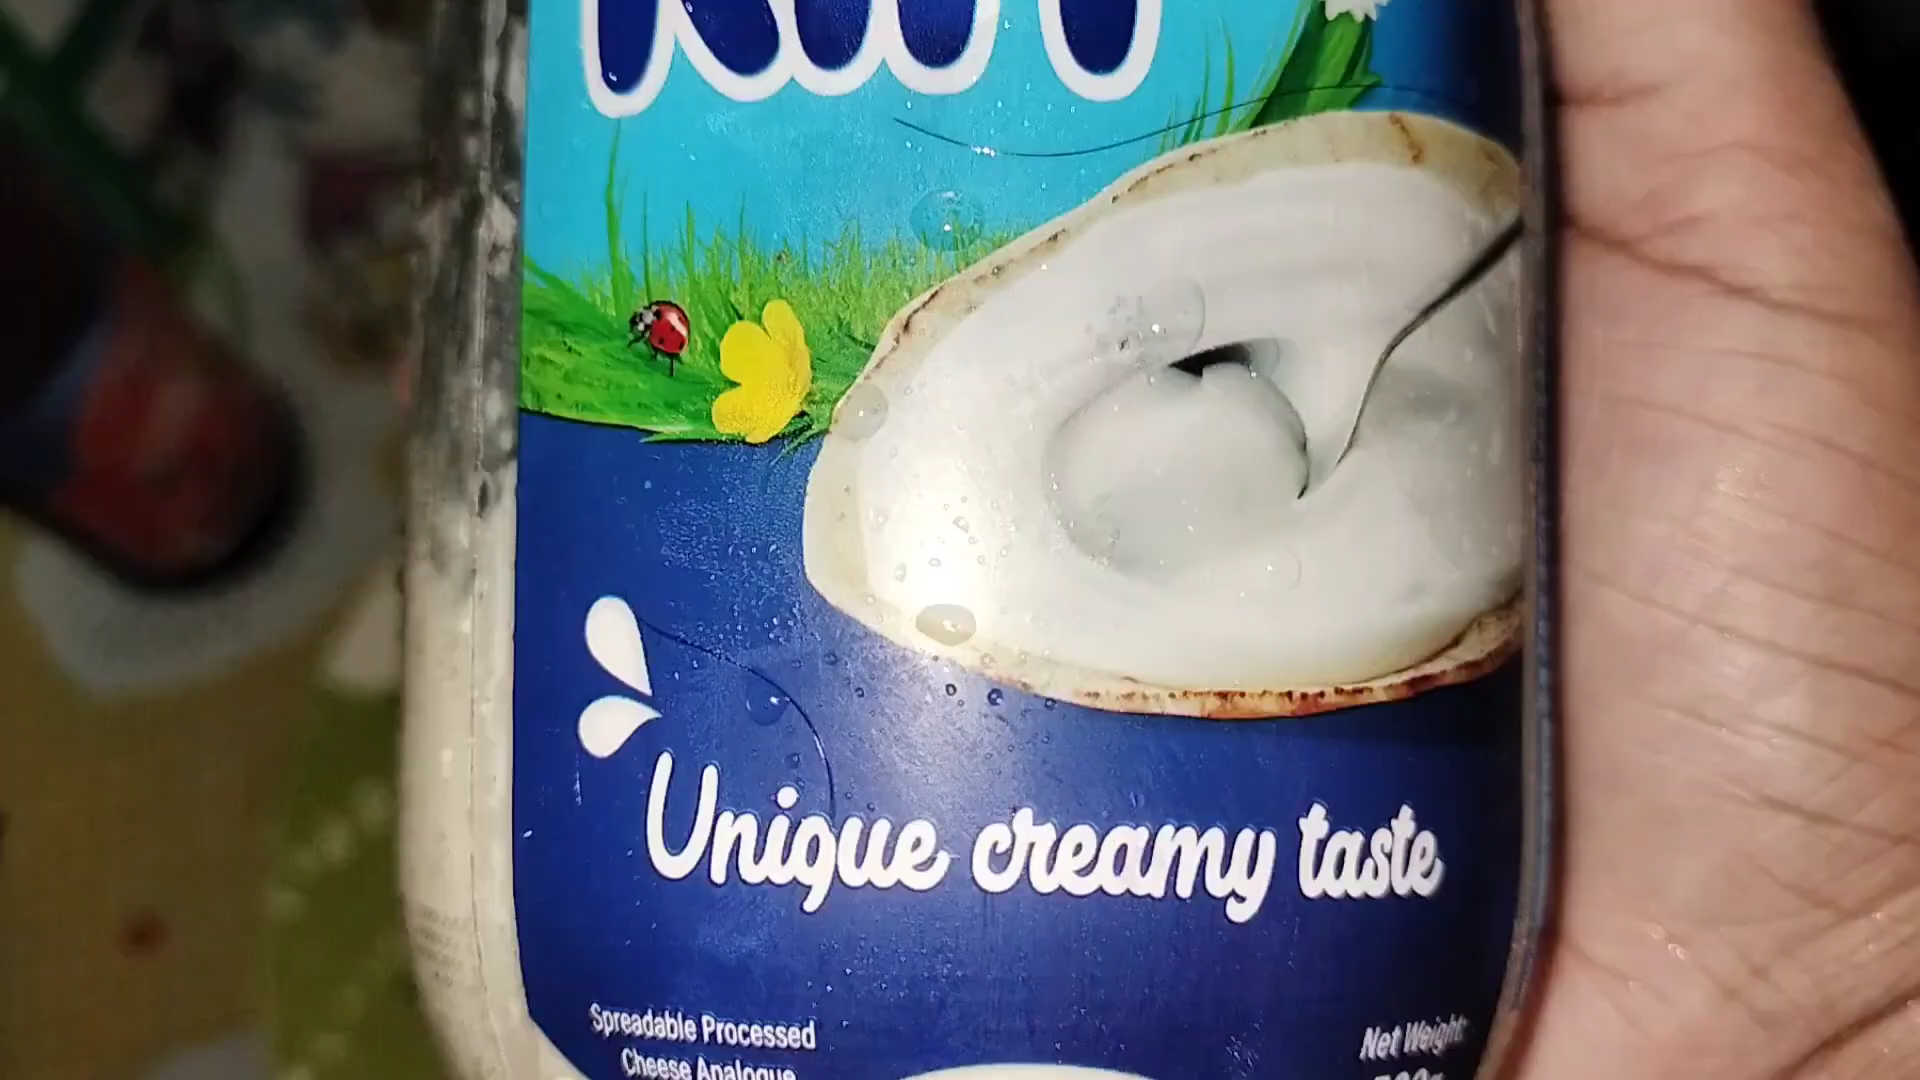 Unique creamy taste
Spreadable Processed
Cheese Analogue
Net Weight: